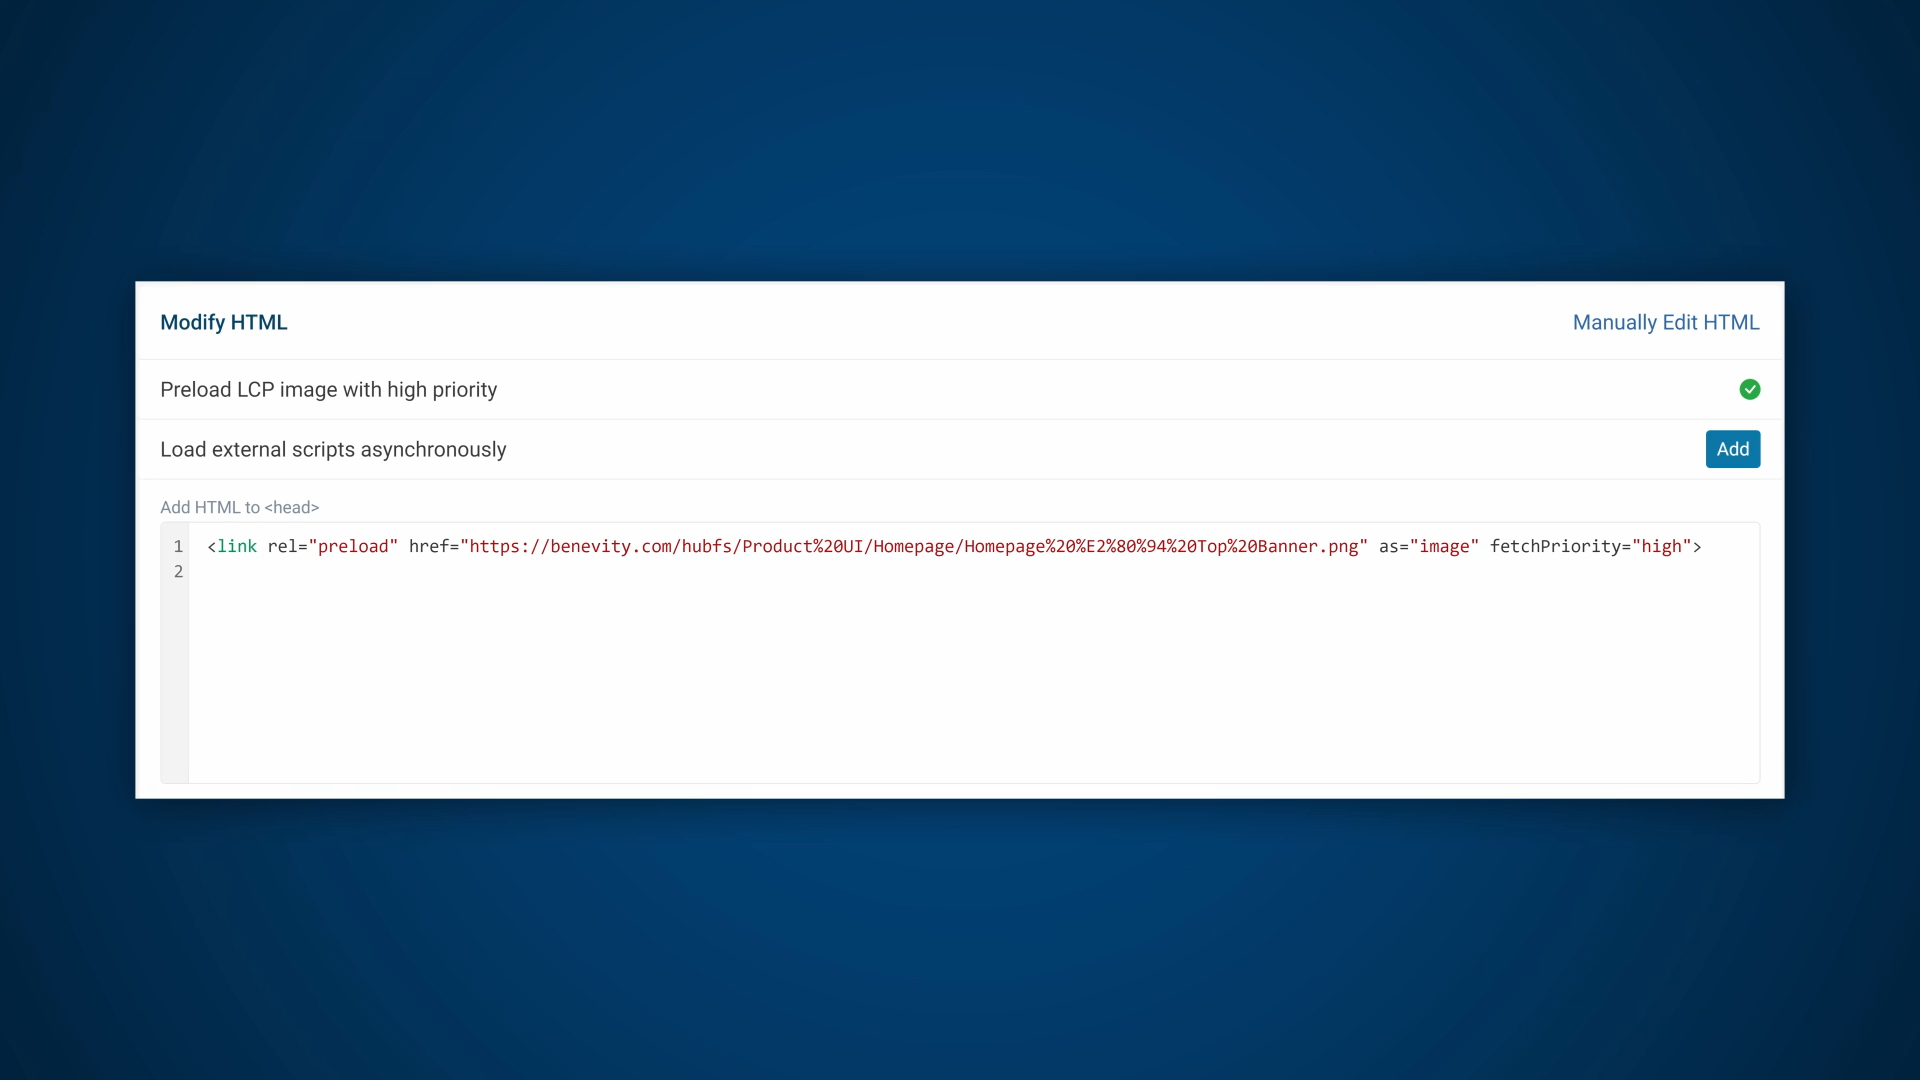 Modify HTML
Manually Edit HTML
Preload LCP image with high priority
Load external scripts asynchronously
Add
Add HTML to <head>
1 <link rel="preload" href="https://benevity.com/hubfs/Product%20UI/Homepage/Homepage%20%E2%80%94%20Top%20Banner.png" as="image" fetchPriority="high">
2